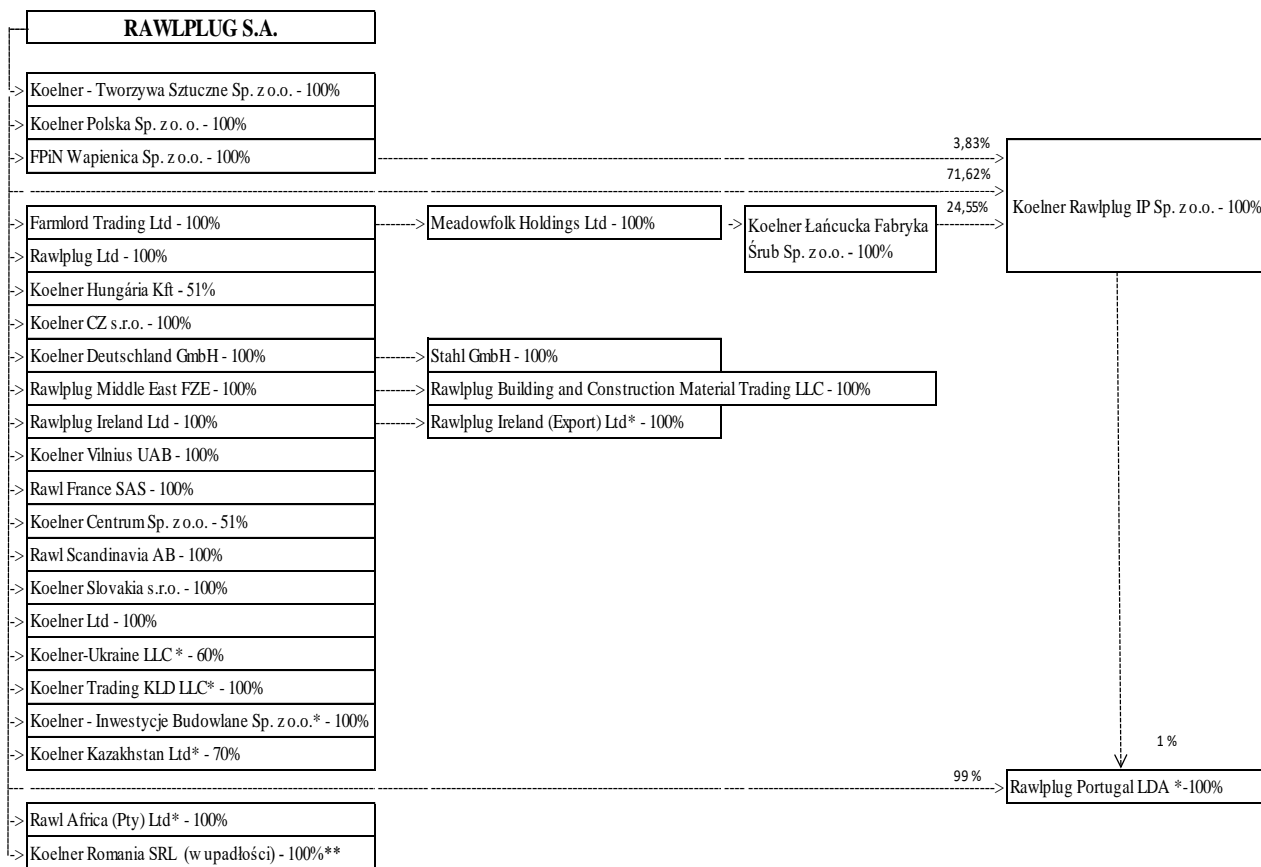 RAWLPLUG S.A.
Koelner - Tworzywa Sztuczne Sp. z o.o. - 100%
Koelner Polska Sp. z o. o. - 100%
FPiN Wapienica Sp. z o.o. - 100%
3,83%
71,62%
24,55%
Koelner Rawlplug IP Sp. z o.o. - 100%
Farmlord Trading Ltd - 100%
Meadowfolk Holdings Ltd - 100%
Koelner Łańcucka Fabryka
Śrub Sp. z o.o. - 100%
Rawlplug Ltd - 100%
Koelner Hungária Kft - 51%
Koelner CZ s.r.o. - 100%
Koelner Deutschland GmbH - 100%
Stahl GmbH - 100%
Rawlplug Middle East FZE - 100%
Rawlplug Building and Construction Material Trading LLC - 100%
Rawlplug Ireland Ltd - 100%
Rawlplug Ireland (Export) Ltd* - 100%
Koelner Vilnius UAB - 100%
Rawl France SAS - 100%
Koelner Centrum Sp. z o.o. - 51%
Rawl Scandinavia AB - 100%
Koelner Slovakia s.r.o. - 100%
Koelner Ltd - 100%
Koelner-Ukraine LLC * - 60%
Koelner Trading KLD LLC* - 100%
Koelner - Inwestycje Budowlane Sp. z o.o.* - 100%
Koelner Kazakhstan Ltd* - 70%
1 %
99 %
Rawlplug Portugal LDA *-100%
Rawl Africa (Pty) Ltd* - 100%
Koelner Romania SRL (w upadłości) - 100%**